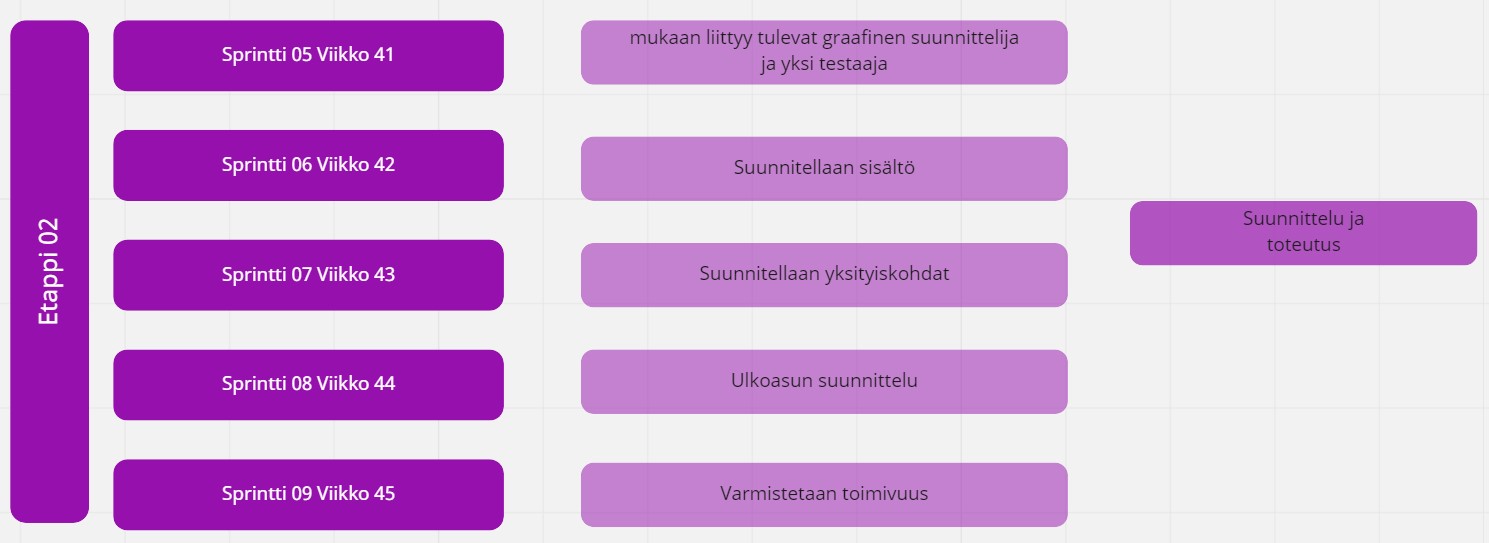 Etappi 02
Sprintti 05 Viikko 41
mukaan liittyy tulevat graafinen suunnittelija
ja yksi testaaja
Sprintti 06 Viikko 42
Suunnitellaan sisältö
Sprintti 07 Viikko 43
Suunnitellaan yksityiskohdat
Sprintti 08 Viikko 44
Ulkoasun suunnittelu
Sprintti 09 Viikko 45
Varmistetaan toimivuus
Suunnittelu ja
toteutus